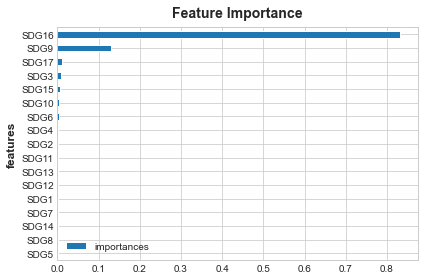 Feature Importance
SDG16
SDG9
SDG17
SDG3
SDG15
SDG10
SDG6
SDG4
SDG2
SDG11
SDG13
SDG12
SDG1
SDG7
SDG14
SDG8
SDG5
features
importances
0.0 0.1 0.2 0.3 0.4 0.5 0.6 0.7 0.8